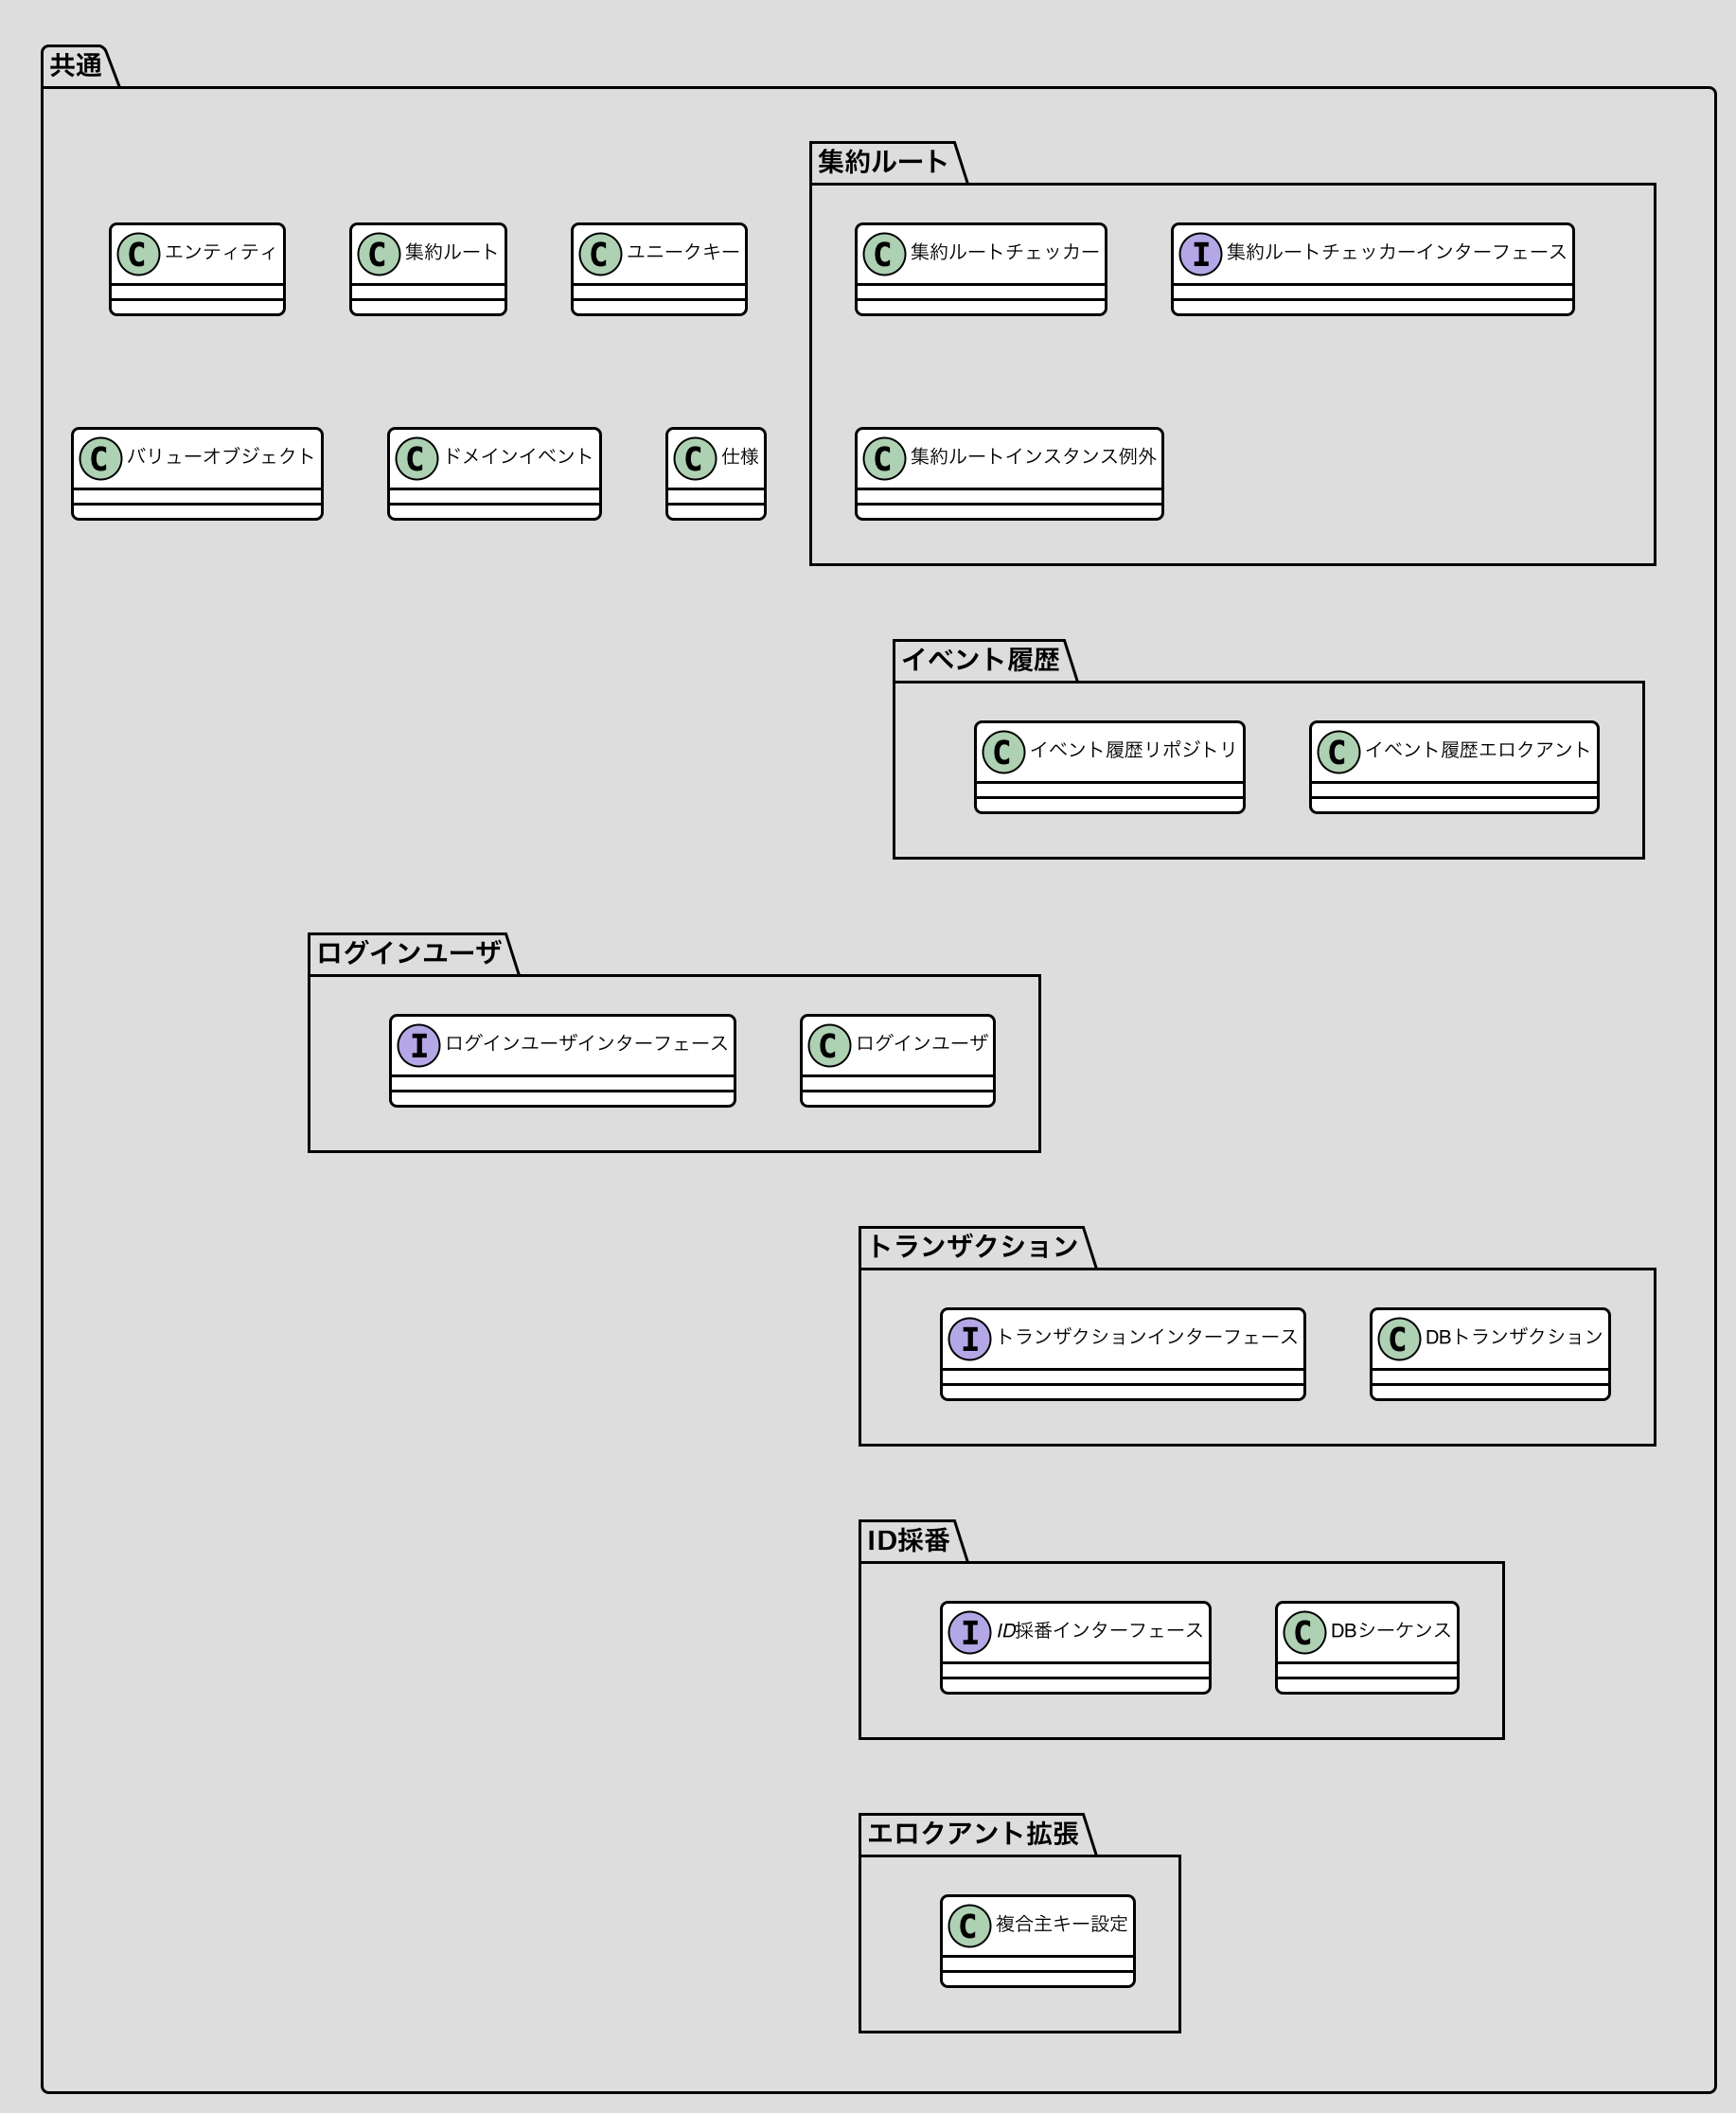 共通
集約ルート
C エンティティ
C 集約ルート
C ユニークキー
C 集約ルートチェッカー
I 集約ルートチェッカーインターフェース
C バリューオブジェクト
C ドメインイベント
C 仕様
C 集約ルートインスタンス例外
イベント履歴
C イベント履歴リポジトリ
C イベント履歴エロクアント
ログインユーザ
I ログインユーザインターフェース
C ログインユーザ
トランザクション
I トランザクションインターフェース
C DBトランザクション
ID採番
I ID採番インターフェース
C DBシーケンス
エロクアント拡張
C 複合主キー設定